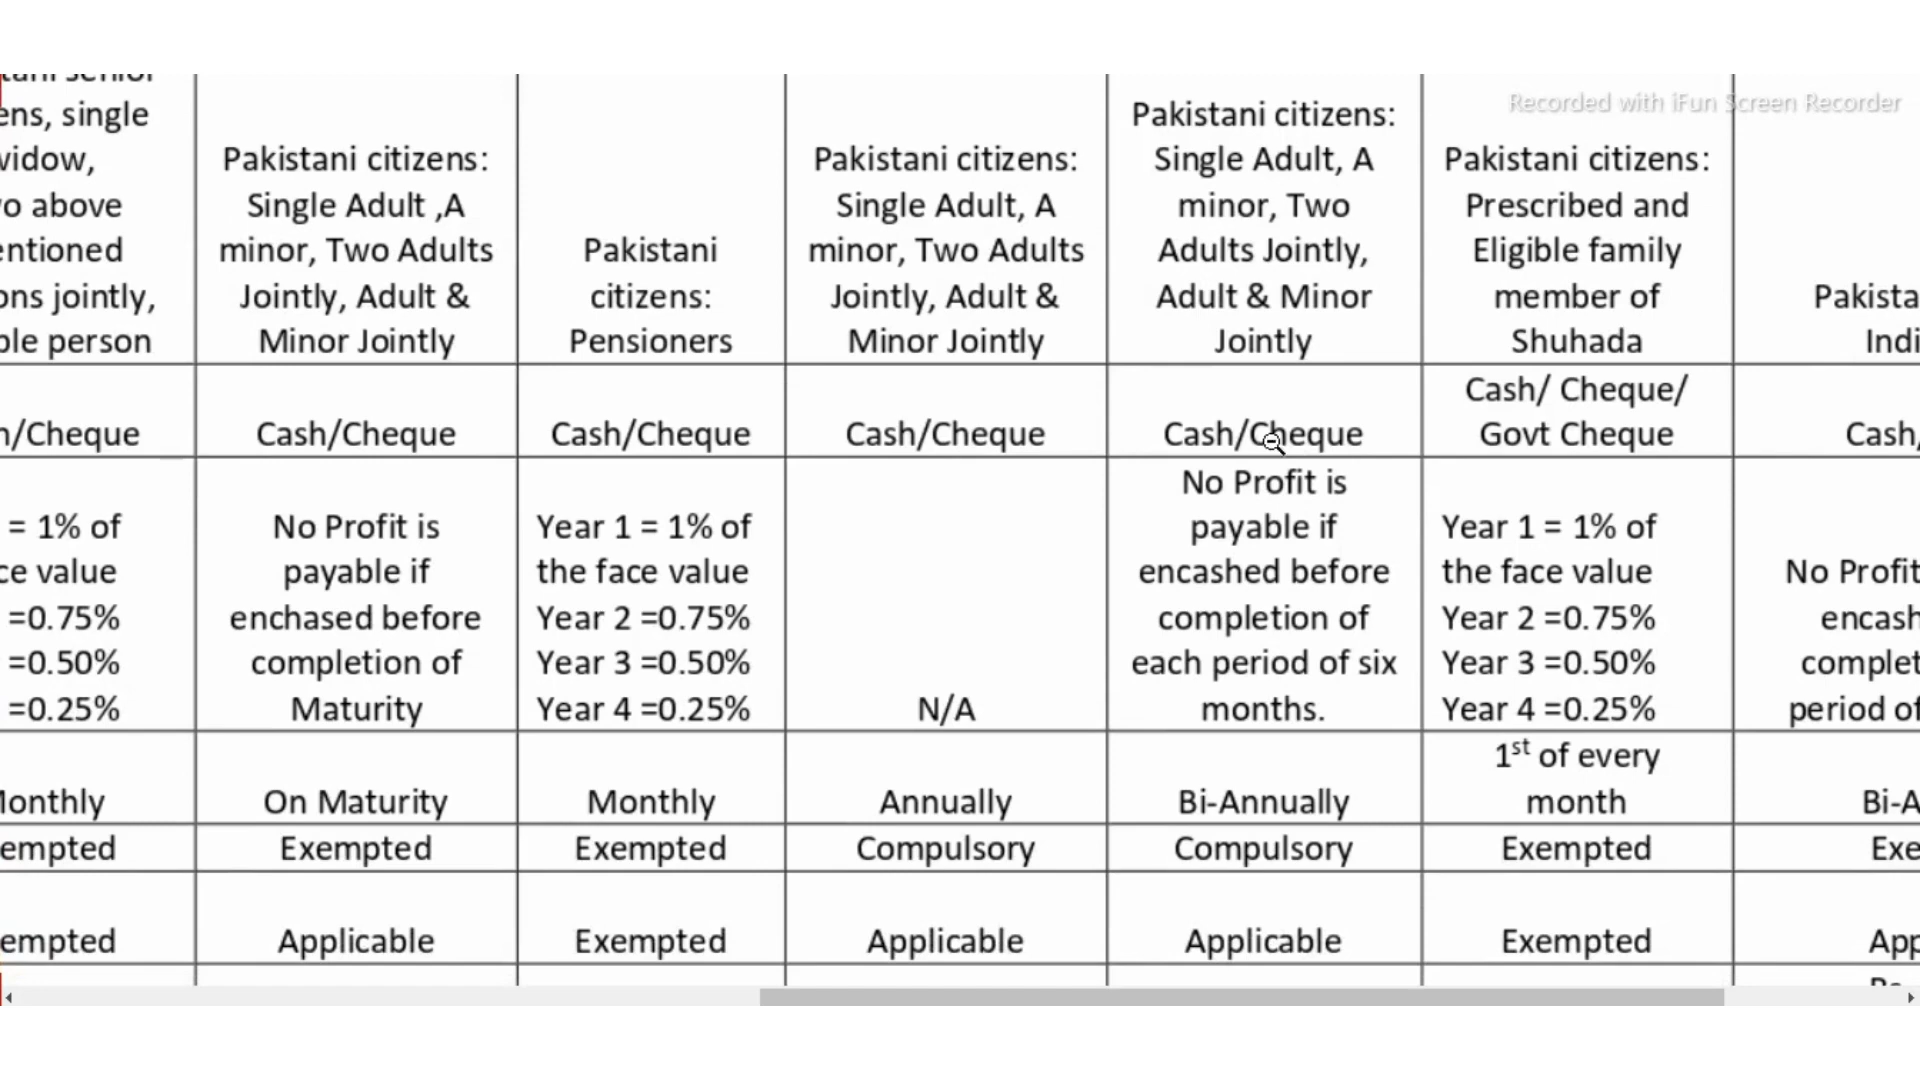 Recorded with iFun Screen Recorder
ens, single
widow,
o above
entioned
ons jointly,
ble person
Pakistani citizens:
Single Adult ,A
minor, Two Adults
Jointly, Adult &
Minor Jointly
Pakistani
citizens:
Pensioners
Pakistani citizens:
Single Adult, A
minor, Two Adults
Jointly, Adult &
Minor Jointly
Pakistani citizens:
Single Adult, A
minor, Two
Adults Jointly,
Adult & Minor
Jointly
Pakistani citizens:
Prescribed and
Eligible family
member of
Shuhada
Pakista
Indi
h/Cheque
Cash/Cheque
Cash/Cheque
Cash/Cheque
Cash/Cheque
Cash/ Cheque/
Govt Cheque
Cash/
= 1% of
ce value
=0.75%
=0.50%
=0.25%
No Profit is
payable if
enchased before
completion of
Maturity
Year 1 = 1% of
the face value
Year 2 =0.75%
Year 3 =0.50%
Year 4 =0.25%
N/A
No Profit is
payable if
encashed before
completion of
each period of six
months.
Year 1 = 1% of
the face value
Year 2 =0.75%
Year 3 =0.50%
Year 4 =0.25%
No Profit
encash
complet
period of
Monthly
On Maturity
Monthly
Annually
Bi-Annually
1st of every
month
Bi-A
empted
Exempted
Exempted
Compulsory
Compulsory
Exempted
Exe
empted
Applicable
Exempted
Applicable
Applicable
Exempted
App